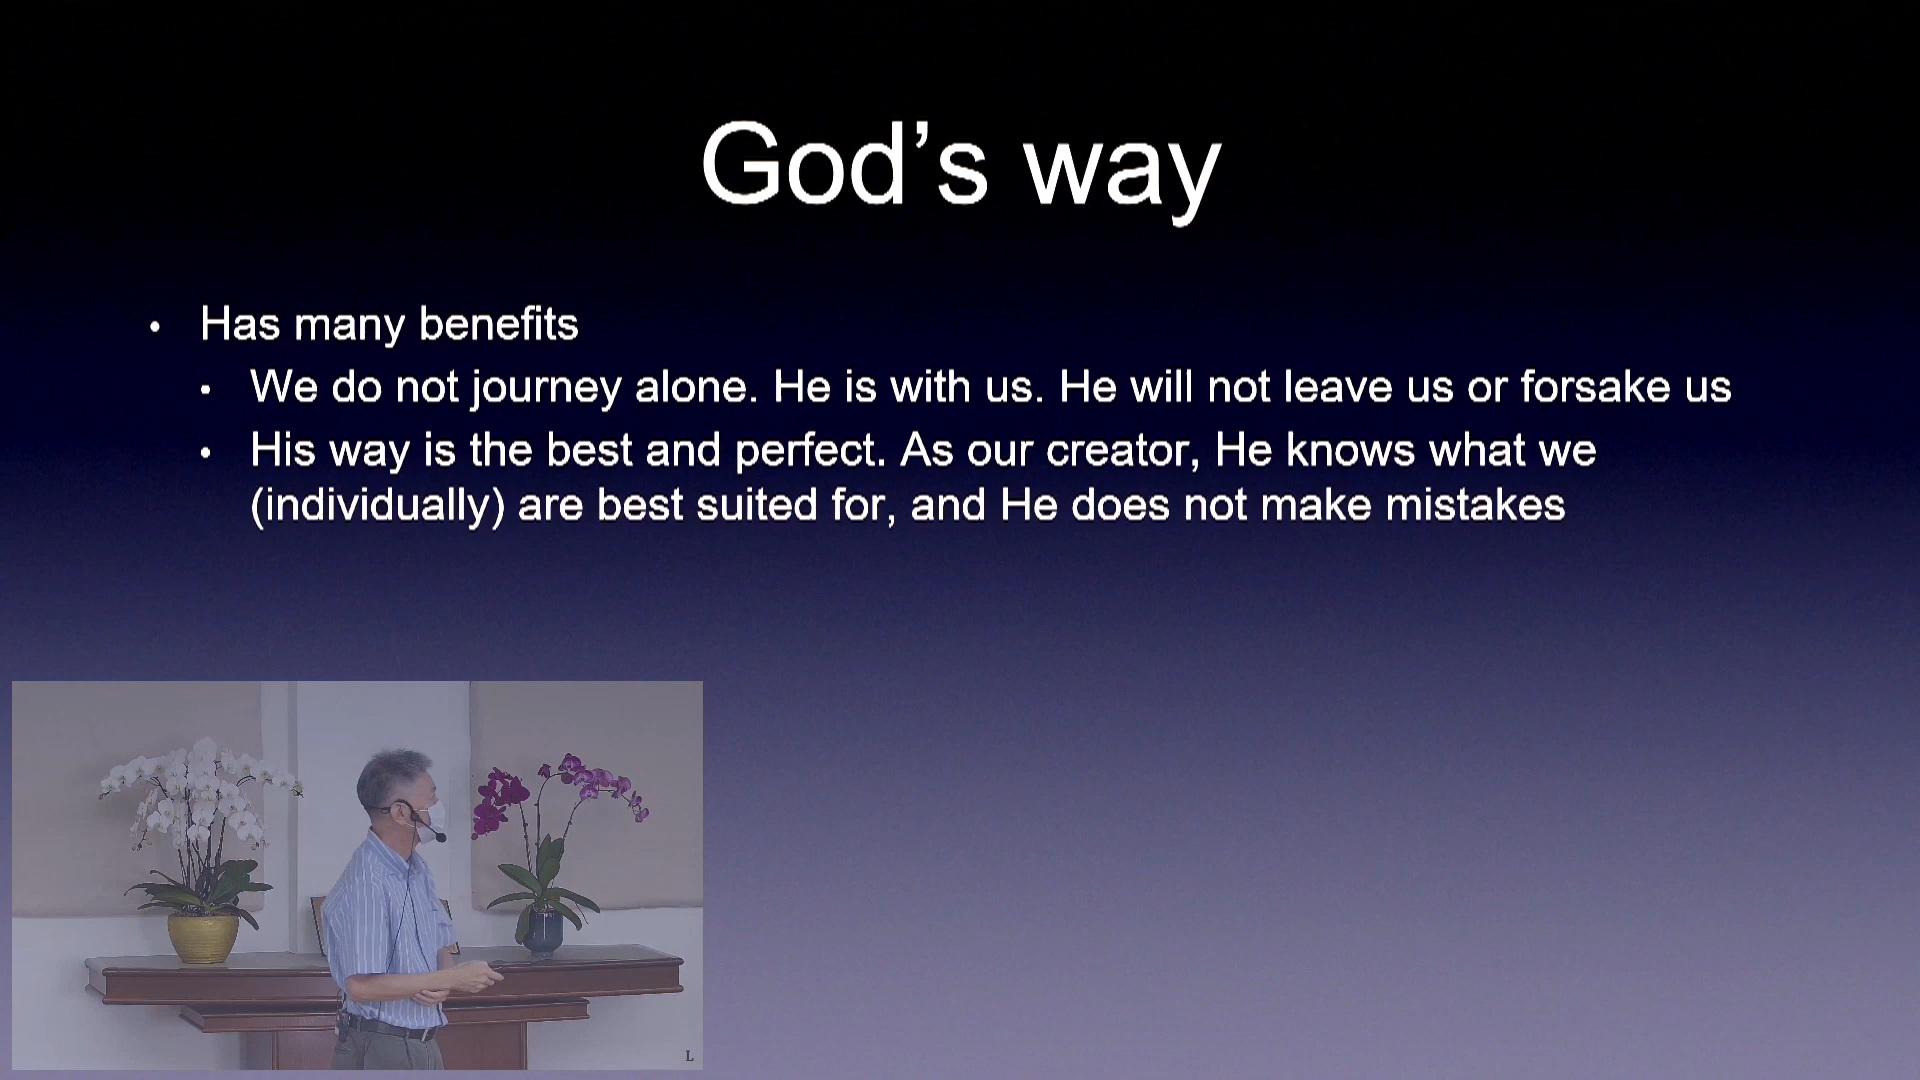 God’s way
• Has many benefits
• We do not journey alone. He is with us. He will not leave us or forsake us
• His way is the best and perfect. As our creator, He knows what we
(individually) are best suited for, and He does not make mistakes
L